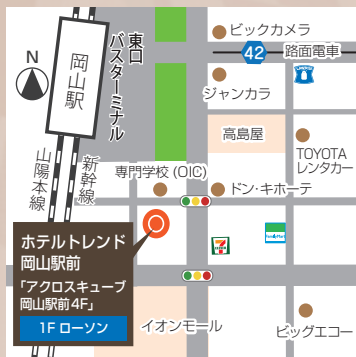 ビックカメラ
N
東口
バスターミナル
岡山駅
42
路面電車
LAWSON
ジャンカラ
高島屋
TOYOTA
レンタカー
山陽本線
新幹線
専門学校(OIC)
ドン・キホーテ
ホテルトレンド
岡山駅前
「アクロスキューブ
岡山駅前4F」
1F ローソン
7
FamilyMart
イオンモール
ビッグエコー